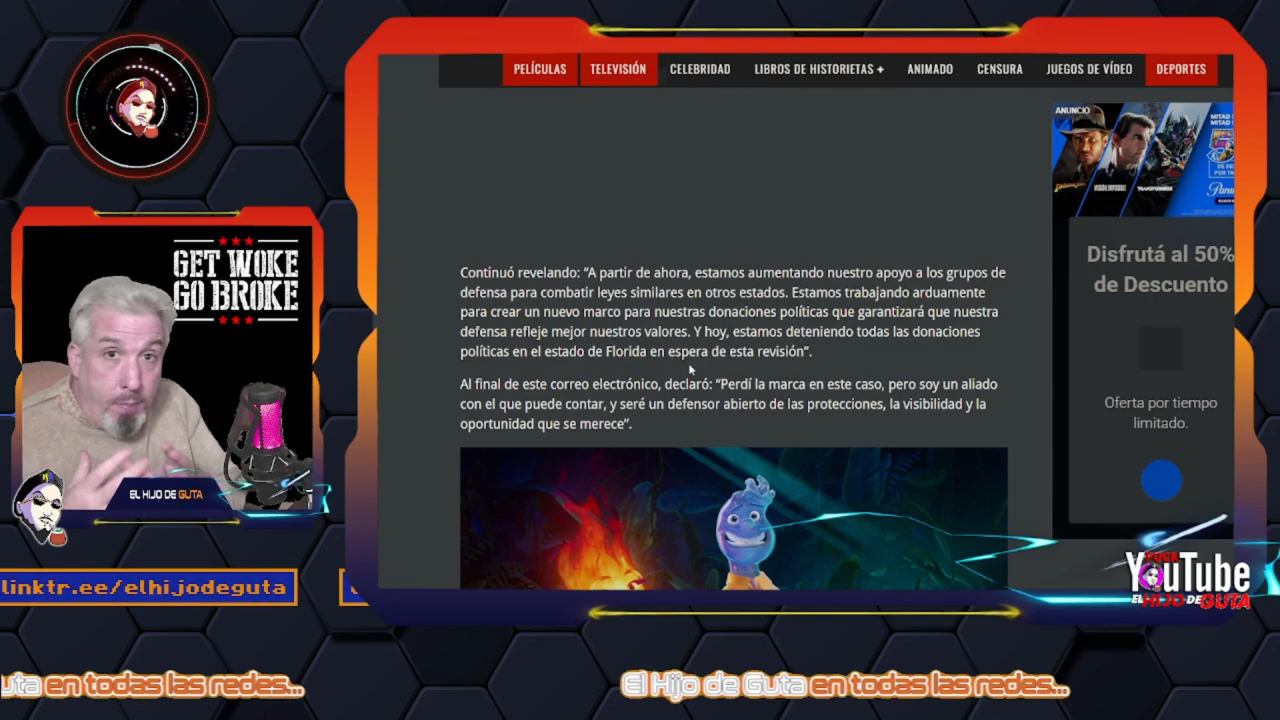 PELÍCULAS TELEVISIÓN CELEBRIDAD LIBROS DE HISTORIETAS + ANIMADO CENSURA JUEGOS DE VÍDEO DEPORTES
ANUNCIO
MITAD
MITAD
TRANSFORMERS
Disfrutá al 50%
de Descuento
Oferta por tiempo
limitado.
GET WOKE
GO BROKE
EL HIJO DE GUTA
Continuó revelando: “A partir de ahora, estamos aumentando nuestro apoyo a los grupos de
defensa para combatir leyes similares en otros estados. Estamos trabajando arduamente
para crear un nuevo marco para nuestras donaciones políticas que garantizará que nuestra
defensa refleje mejor nuestros valores. Y hoy, estamos deteniendo todas las donaciones
políticas en el estado de Florida en espera de esta revisión”.
Al final de este correo electrónico, declaró: “Perdí la marca en este caso, pero soy un aliado
con el que puede contar, y seré un defensor abierto de las protecciones, la visibilidad y la
oportunidad que se merece”.
YouTube
EL HIJO DE GUTA
linktr.ee/elhijodeguta
uta en todas las redes...
El Hijo de Guta en todas las redes...